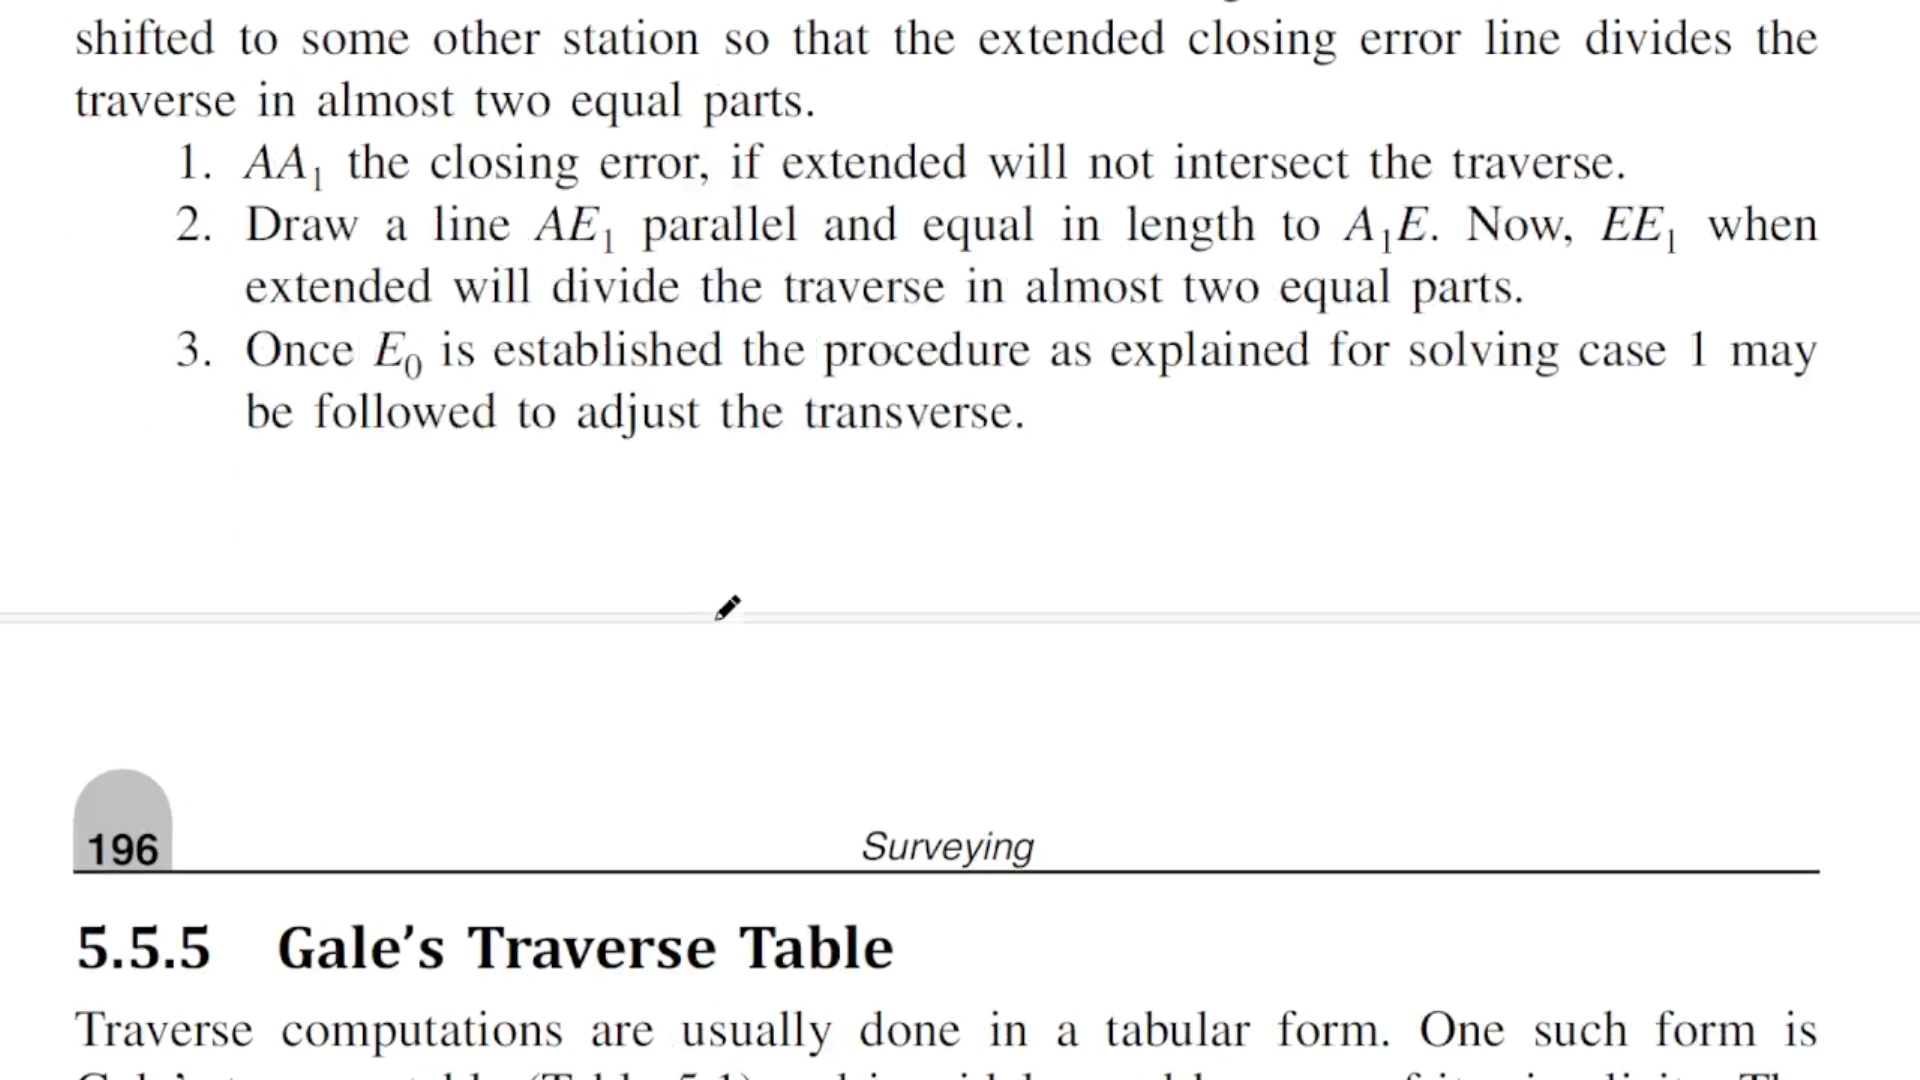 shifted to some other station so that the extended closing error line divides the
traverse in almost two equal parts.
1. AA₁ the closing error, if extended will not intersect the traverse.
2. Draw a line AE₁ parallel and equal in length to A₁E. Now, EE₁ when
extended will divide the traverse in almost two equal parts.
3. Once E₀ is established the procedure as explained for solving case 1 may
be followed to adjust the transverse.
196
Surveying
5.5.5 Gale’s Traverse Table
Traverse computations are usually done in a tabular form. One such form is